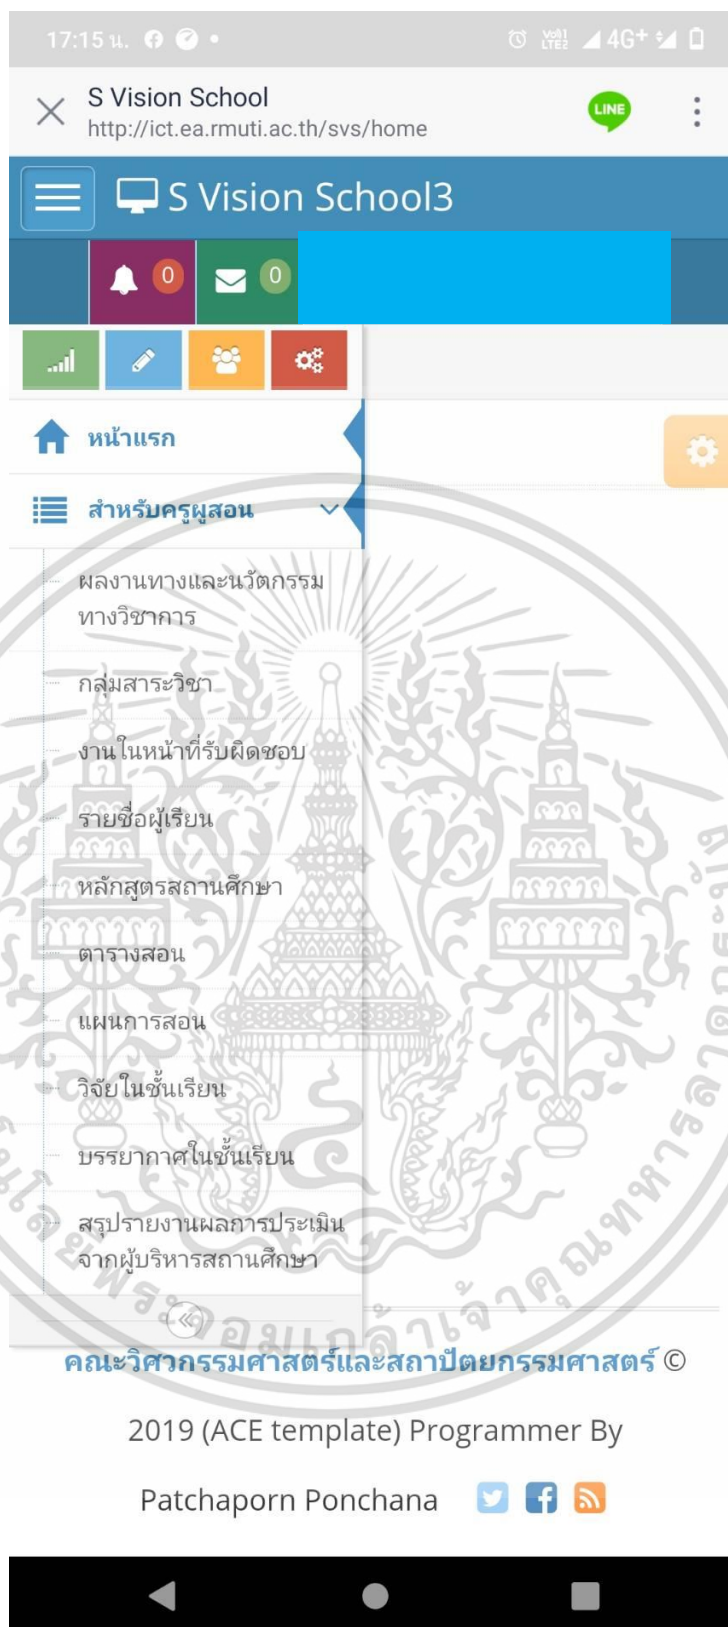 17:15 น.
Vo))1 LTE2 4G+
S Vision School
http://ict.ea.rmuti.ac.th/svs/home
LINE
S Vision School3
0 0
หน้าแรก
สำหรับครูผู้สอน
ผลงานทางและนวัตกรรม
ทางวิชาการ
กลุ่มสาระวิชา
งานในหน้าที่รับผิดชอบ
รายชื่อผู้เรียน
หลักสูตรสถานศึกษา
ตารางสอน
แผนการสอน
วิจัยในชั้นเรียน
บรรยากาศในชั้นเรียน
สรุปรายงานผลการประเมิน
จากผู้บริหารสถานศึกษา
คณะวิศวกรรมศาสตร์และสถาปัตยกรรมศาสตร์ ©
2019 (ACE template) Programmer By
Patchaporn Ponchana